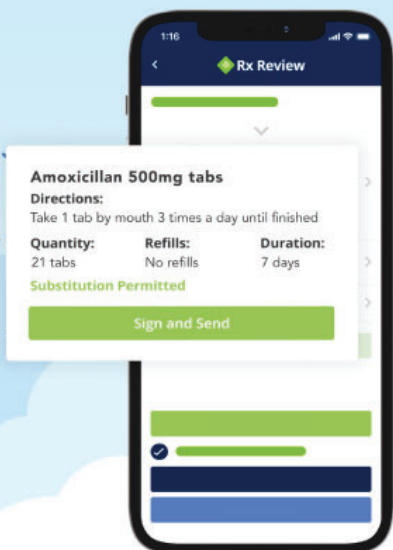 1:16
Rx Review
Amoxicillan 500mg tabs
Directions:
Take 1 tab by mouth 3 times a day until finished
Quantity: Refills: Duration:
21 tabs No refills 7 days
Substitution Permitted
Sign and Send